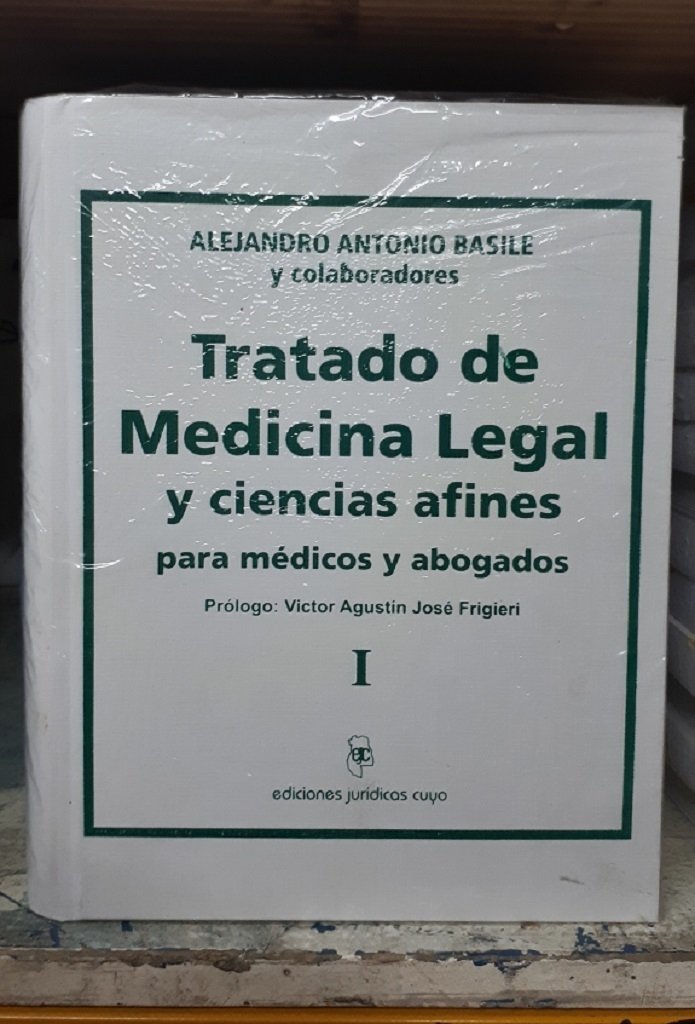 ALEJANDRO ANTONIO BASILE
y colaboradores
Tratado de
Medicina Legal
y ciencias afines
para médicos y abogados
Prólogo: Victor Agustín José Frigieri
I
ejc
ediciones jurídicas cuyo